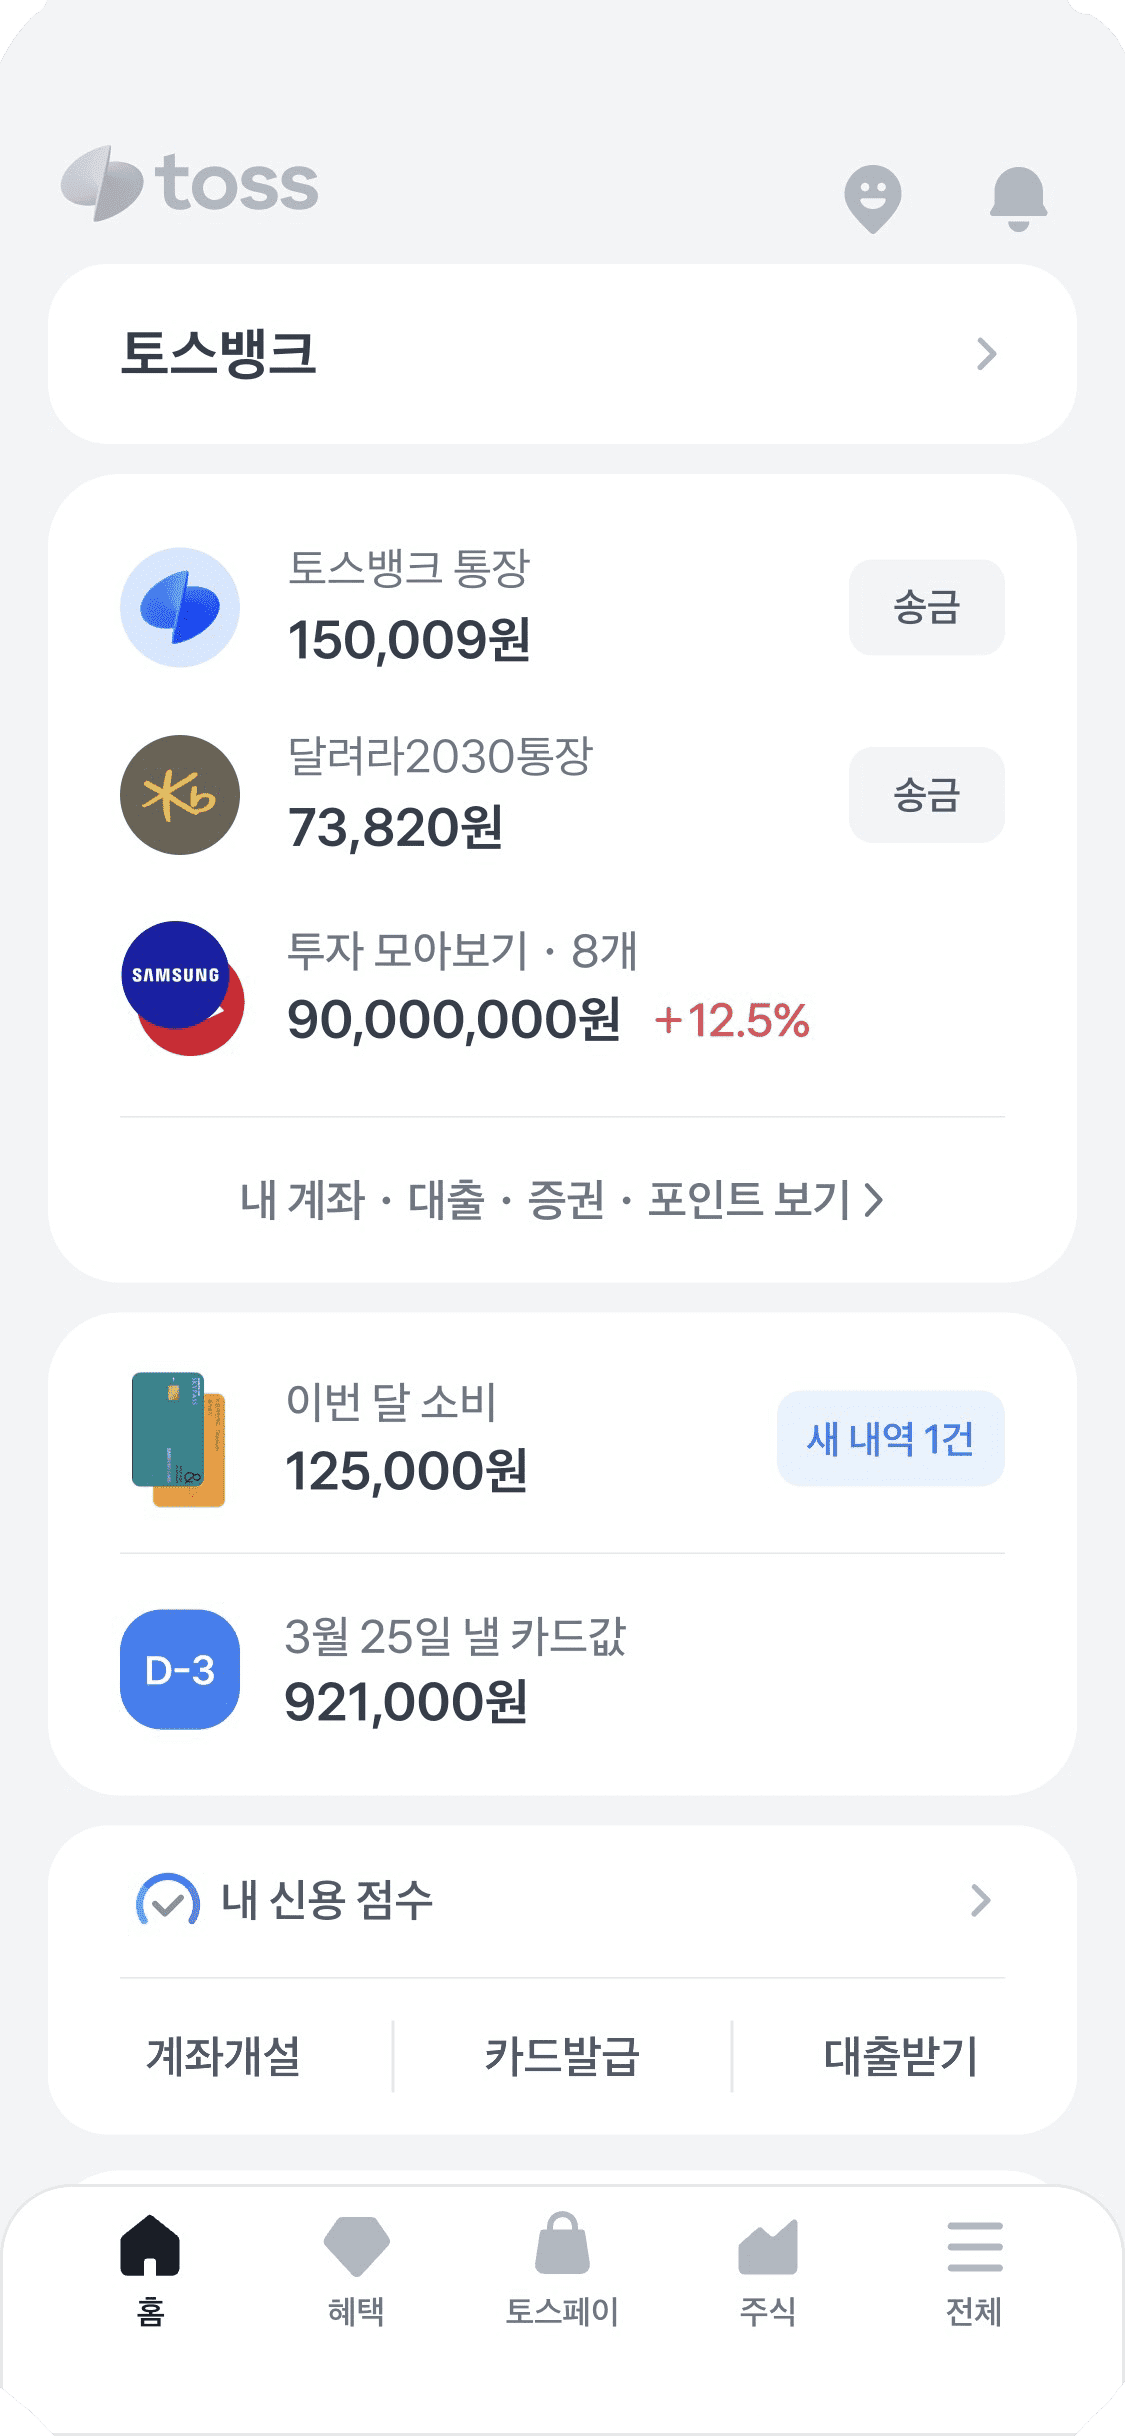 toss
토스뱅크
토스뱅크 통장
150,009원
송금
달려라2030통장
73,820원
송금
SAMSUNG
투자 모아보기 · 8개
90,000,000원 +12.5%
내 계좌 · 대출 · 증권 · 포인트 보기
이번 달 소비
125,000원
새 내역 1건
D-3
3월 25일 낼 카드값
921,000원
내 신용 점수
계좌개설
카드발급
대출받기
홈
혜택
토스페이
주식
전체